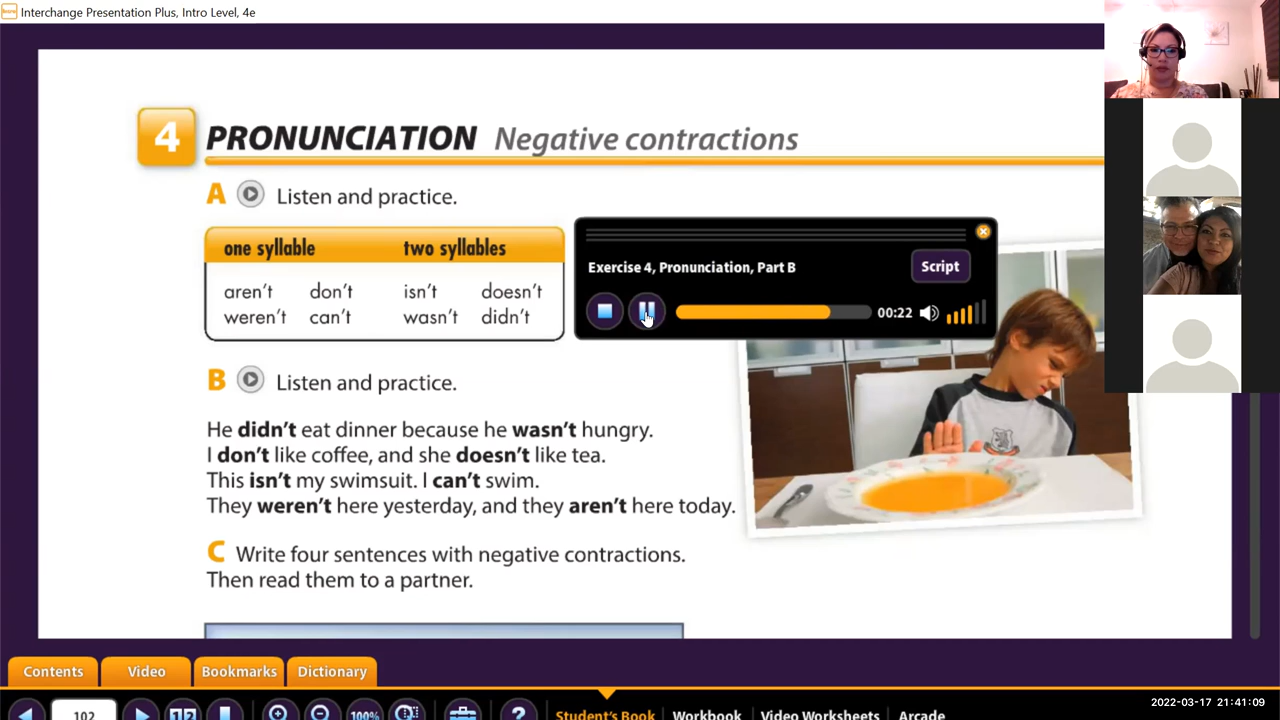 Interchange Presentation Plus, Intro Level, 4e
4 PRONUNCIATION Negative contractions
A Listen and practice.
one syllable two syllables
aren't don't isn't doesn't
weren't can't wasn't didn't
Exercise 4, Pronunciation, Part B
Script
00:22
B Listen and practice.
He didn't eat dinner because he wasn't hungry.
I don't like coffee, and she doesn't like tea.
This isn't my swimsuit. I can't swim.
They weren't here yesterday, and they aren't here today.
C Write four sentences with negative contractions.
Then read them to a partner.
Contents Video Bookmarks Dictionary
102 12 100% ? Student's Book Workbook Video Worksheets Arcade
2022-03-17 21:41:09